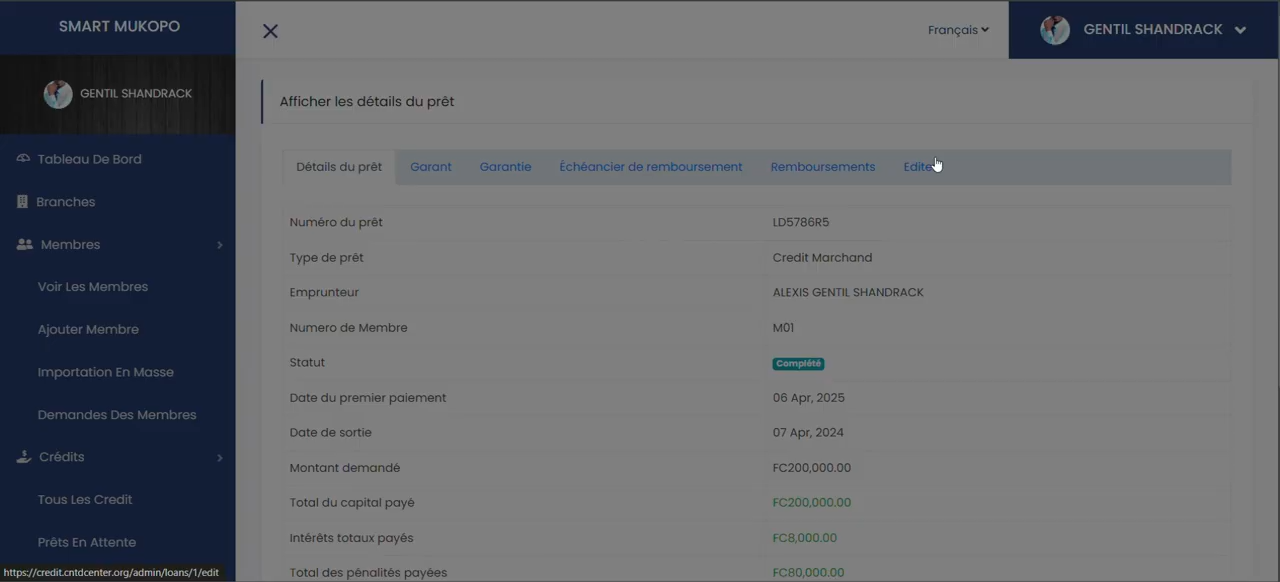 SMART MUKOPO
Français
GENTIL SHANDRACK
GENTIL SHANDRACK
Tableau De Bord
Branches
Membres
Voir Les Membres
Ajouter Membre
Importation En Masse
Demandes Des Membres
Crédits
Tous Les Credit
Prêts En Attente
https://credit.cntdcenter.org/admin/loans/1/edit
Afficher les détails du prêt
Détails du prêt Garant Garantie Échéancier de remboursement Remboursements
Numéro du prêt LD5786R5
Type de prêt Credit Marchand
Emprunteur ALEXIS GENTIL SHANDRACK
Numero de Membre M01
Statut Complété
Date du premier paiement 06 Apr, 2025
Date de sortie 07 Apr, 2024
Montant demandé FC200,000.00
Total du capital payé FC200,000.00
Intérêts totaux payés FC8,000.00
Total des pénalités payées FC80,000.00